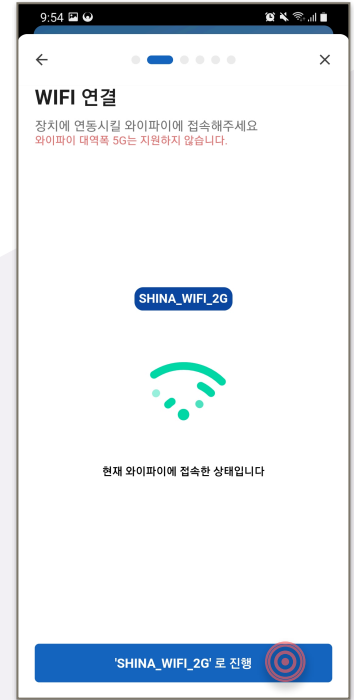 9:54
WIFI 연결
장치에 연동시킬 와이파이에 접속해주세요
와이파이 대역폭 5G는 지원하지 않습니다.
SHINA_WIFI_2G
현재 와이파이에 접속한 상태입니다
'SHINA_WIFI_2G' 로 진행